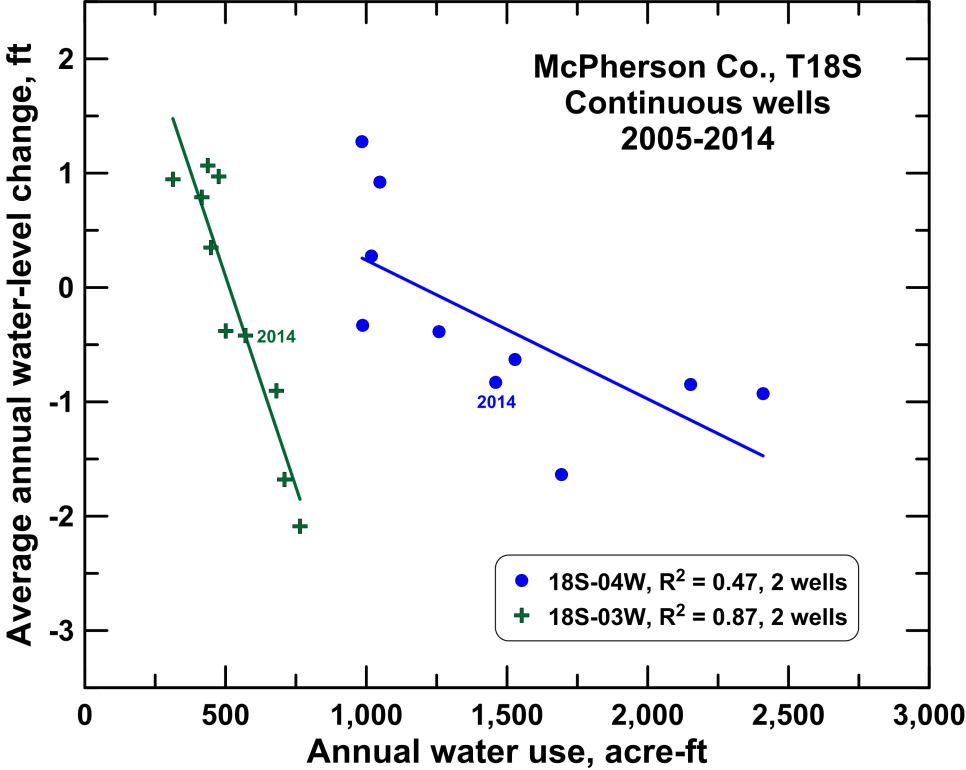 McPherson Co., T18S
Continuous wells
2005-2014
Average annual water-level change, ft
2
1
0
-1
-2
-3
2014
2014
18S-04W, R² = 0.47, 2 wells
18S-03W, R² = 0.87, 2 wells
0 500 1,000 1,500 2,000 2,500 3,000
Annual water use, acre-ft